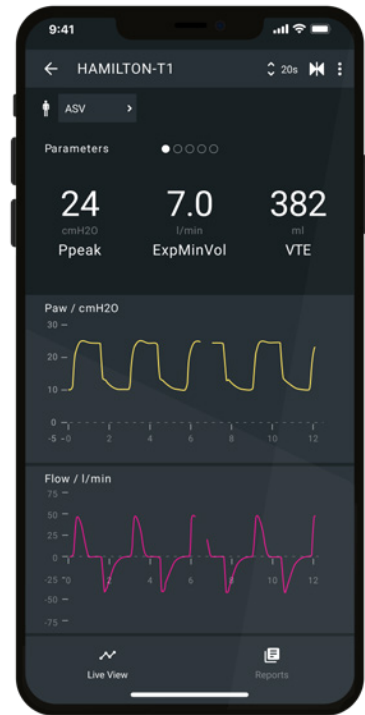 9:41
HAMILTON-T1 20s
ASV
Parameters
24 7.0 382
cmH2O l/min ml
Ppeak ExpMinVol VTE
Paw / cmH2O
30
20
10
0
-5 -0 2 4 6 8 10 12
Flow / l/min
75
50
25
0
-25 -0 2 4 6 8 10 12
-50
-75
Live View Reports